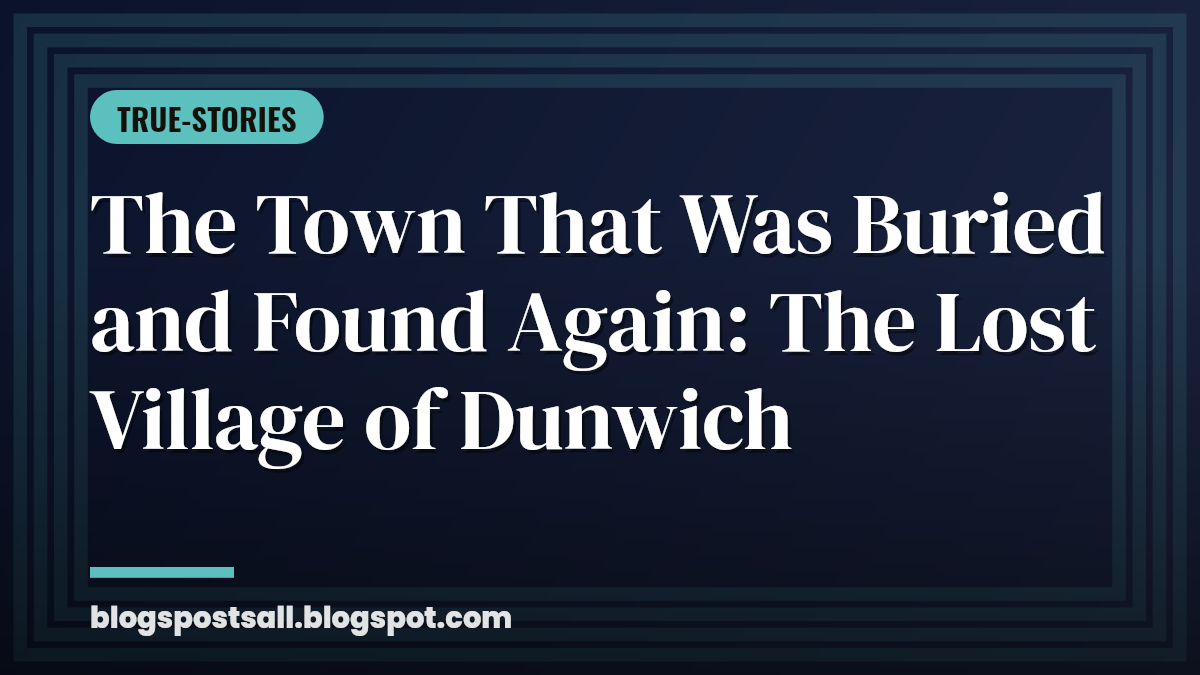 TRUE-STORIES
The Town That Was Buried
and Found Again: The Lost
Village of Dunwich
blogspostsall.blogspot.com